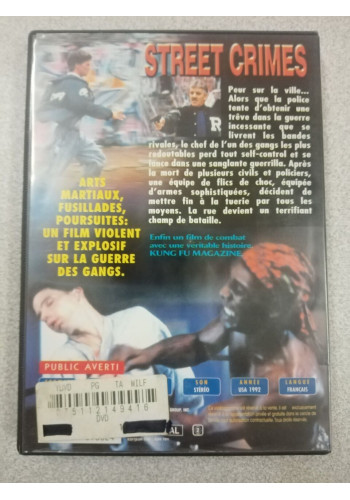 STREET CRIMES
Peur sur la ville...
Alors que la police
tente d'obtenir une
trêve dans la guerre
incessante que se
livrent les bandes
rivales, le chef de l'un des gangs les plus
redoutables perd tout self-control et se
lance dans une sanglante guerrilla. Après
la mort de plusieurs civils et policiers,
une équipe de flics de choc, équipée
d'armes sophistiquées, décident de
mettre fin à la tuerie par tous les
moyens. La rue devient un terrifiant
champ de bataille.
ARTS
MARTIAUX,
FUSILLADES,
POURSUITES:
UN FILM VIOLENT
ET EXPLOSIF
SUR LA GUERRE
DES GANGS.
Enfin un film de combat
avec une véritable histoire
KUNG FU MAGAZINE
PUBLIC AVERTI
PG TA WILF
DVD
SON
STÉRÉO
ANNÉE
USA 1992
LANGUE
FRANÇAIS
2